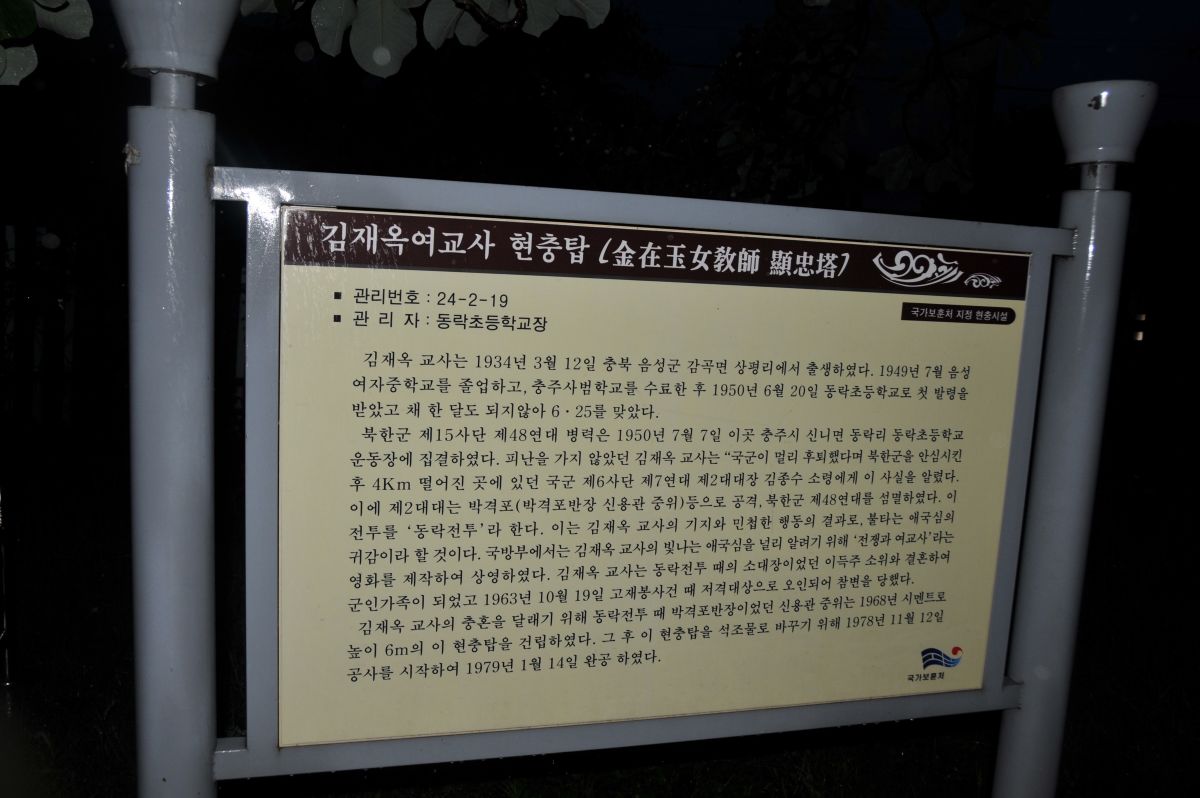 김재옥여교사 현충탑 (金在玉女敎師 顯忠塔)
국가보훈처 지정 현충시설
▪ 관리번호 : 24-2-19
▪ 관 리 자 : 동락초등학교장
김재옥 교사는 1934년 3월 12일 충북 음성군 감곡면 상평리에서 출생하였다. 1949년 7월 음성
여자중학교를 졸업하고, 충주사범학교를 수료한 후 1950년 6월 20일 동락초등학교로 첫 발령을
받았고 채 한 달도 되지않아 6·25를 맞았다.
북한군 제15사단 제48연대 병력은 1950년 7월 7일 이곳 충주시 신니면 동락리 동락초등학교
운동장에 집결하였다. 피난을 가지 않았던 김재옥 교사는 “국군이 멀리 후퇴했다며 북한군을 안심시킨
후 4Km 떨어진 곳에 있던 국군 제6사단 제7연대 제2대대장 김종수 소령에게 이 사실을 알렸다.
이에 제2대대는 박격포(박격포반장 신용관 중위)등으로 공격, 북한군 제48연대를 섬멸하였다. 이
전투를 ‘동락전투’라 한다. 이는 김재옥 교사의 기지와 민첩한 행동의 결과로, 불타는 애국심의
귀감이라 할 것이다. 국방부에서는 김재옥 교사의 빛나는 애국심을 널리 알려기 위해 ‘전쟁과 여교사’라는
영화를 제작하여 상영하였다. 김재옥 교사는 동락전투 때의 소대장이었던 이득주 소위와 결혼하여
군인가족이 되었고 1963년 10월 19일 고재봉사건 때 저격대상으로 오인되어 참변을 당했다.
김재옥 교사의 충혼을 달래기 위해 동락전투 때 박격포반장이었던 신용관 중위는 1968년 시멘트로
높이 6m의 이 현충탑을 건립하였다. 그 후 이 현충탑을 석조물로 바꾸기 위해 1978년 11월 12일
공사를 시작하여 1979년 1월 14일 완공 하였다.
국가보훈처